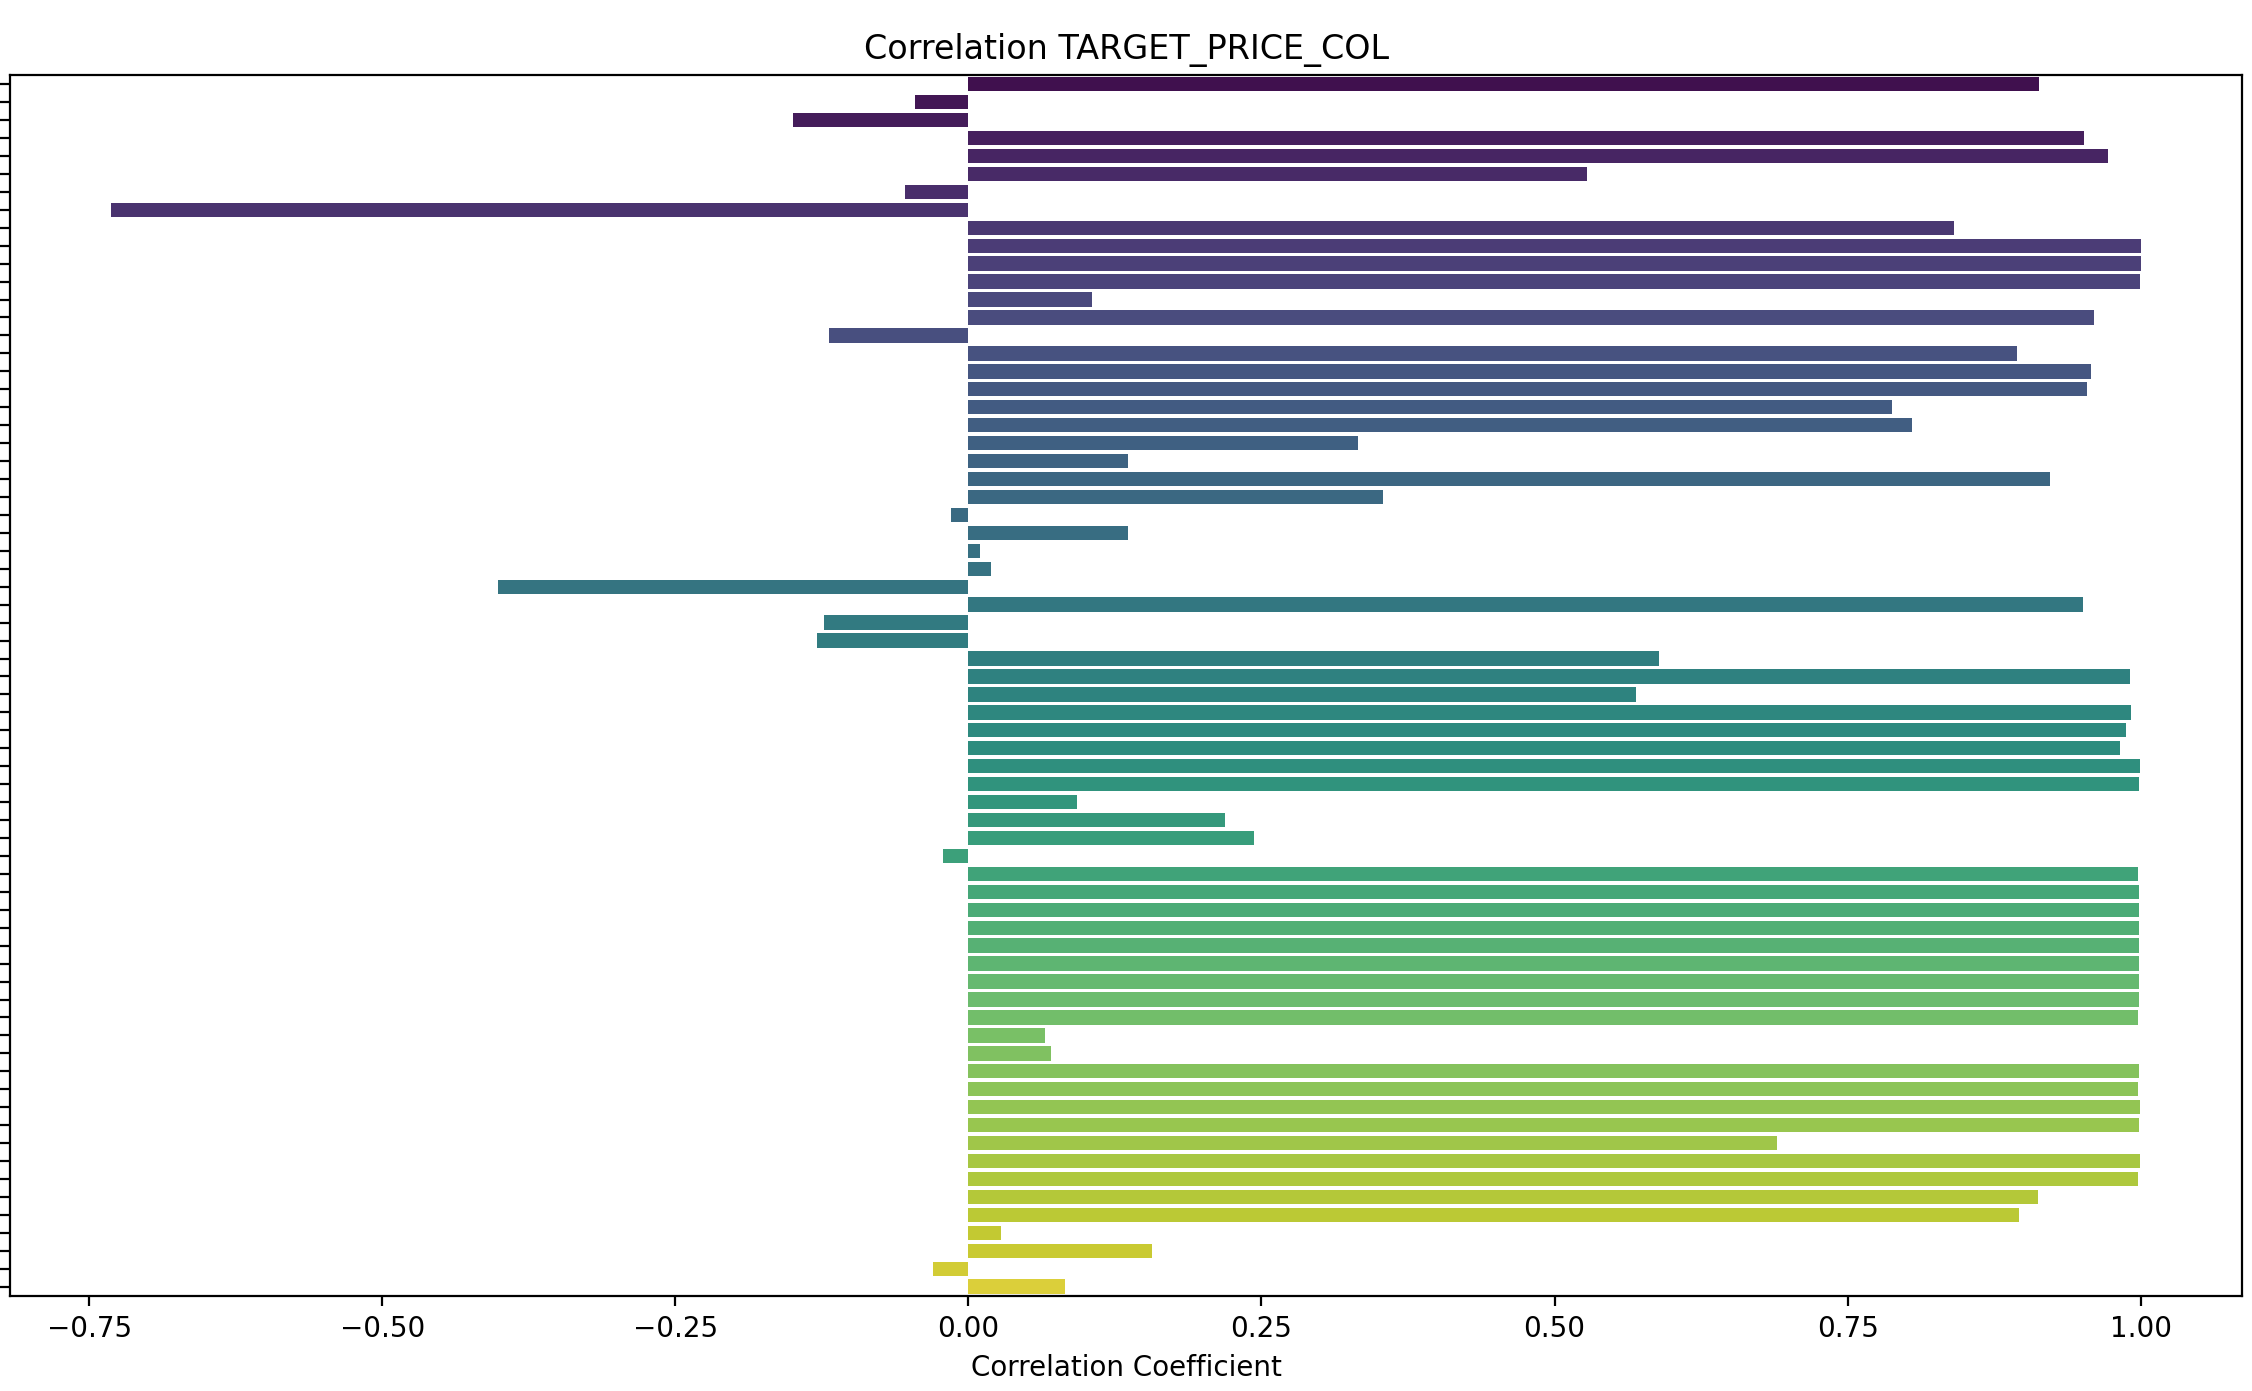 Correlation TARGET_PRICE_COL
−0.75 −0.50 −0.25 0.00 0.25 0.50 0.75 1.00
Correlation Coefficient